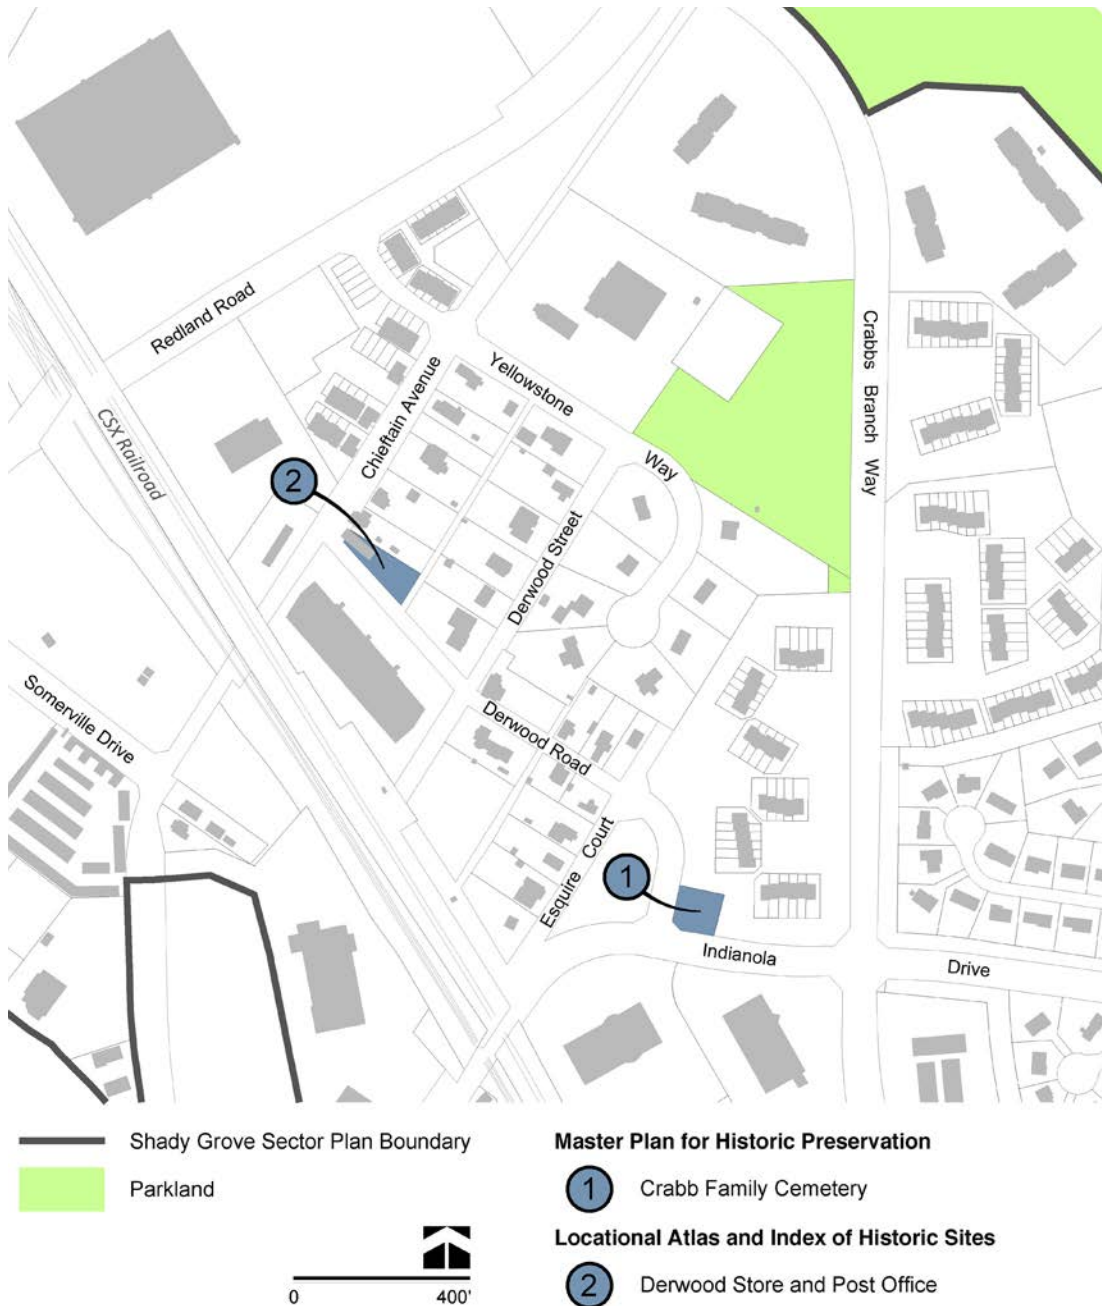 Redland Road
CSX Railroad
Chieftain Avenue
Yellowstone
Way
Crabbs Branch Way
2
Derwood Street
Somerville Drive
Derwood Road
Esquire Court
1
Indianola
Drive
Shady Grove Sector Plan Boundary
Parkland
0 400'
Master Plan for Historic Preservation
1 Crabb Family Cemetery
Locational Atlas and Index of Historic Sites
2 Derwood Store and Post Office